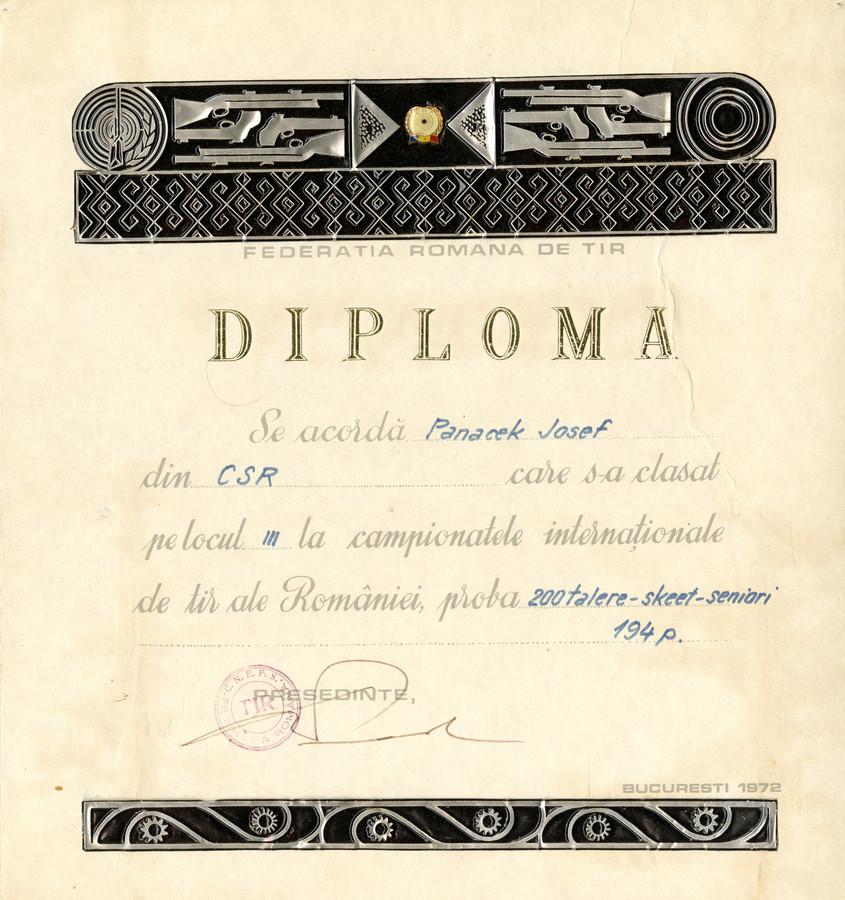 FEDERATIA ROMANA DE TIR
DIPLOMA
Se acordă Panacek Josef
din CSR care s-a clasat
pe locul III la campionatele internaționale
de tir ale României, proba 200 talere-skeet-seniori
194 p.
PRESEDINTE,
C.N.E.F.S.
TIR
BUCURESTI 1972